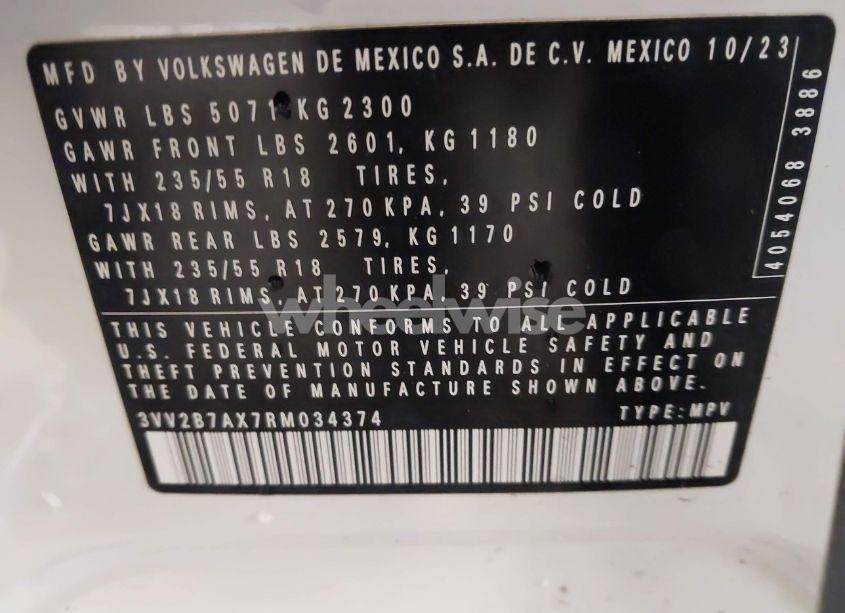 MFD BY VOLKSWAGEN DE MEXICO S.A. DE C.V. MEXICO 10/23
GVWR LBS 5071 KG 2300
GAWR FRONT LBS 2601, KG 1180
WITH 235/55 R18 TIRES,
7JX18 RIMS, AT 270 KPA, 39 PSI COLD
GAWR REAR LBS 2579, KG 1170
WITH 235/55 R18 TIRES,
7JX18 RIMS, AT 270 KPA, 39 PSI COLD
THIS VEHICLE CONFORMS TO ALL APPLICABLE
U.S. FEDERAL MOTOR VEHICLE SAFETY AND
THEFT PREVENTION STANDARDS IN EFFECT ON
THE DATE OF MANUFACTURE SHOWN ABOVE.
3VV2B7AX7RM034374 TYPE:MPV
4054068 3886
wheelwise